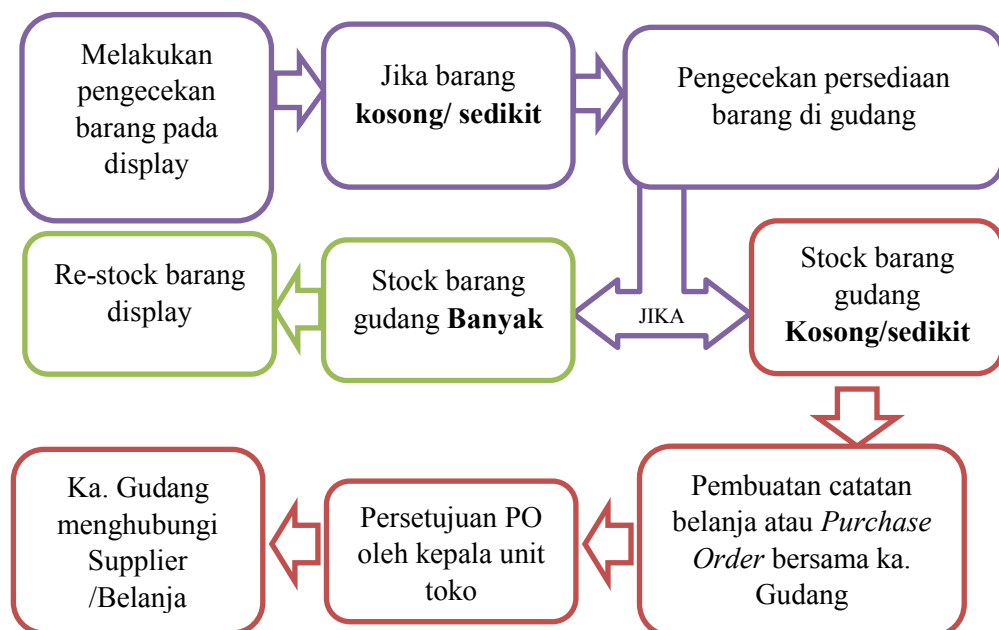 Melakukan
pengecekan
barang pada
display
Jika barang
kosong/ sedikit
Pengecekan persediaan
barang di gudang
Re-stock barang
display
Stock barang
gudang Banyak
JIKA
Stock barang
gudang
Kosong/sedikit
Ka. Gudang
menghubungi
Supplier
/Belanja
Persetujuan PO
oleh kepala unit
toko
Pembuatan catatan
belanja atau Purchase
Order bersama ka.
Gudang